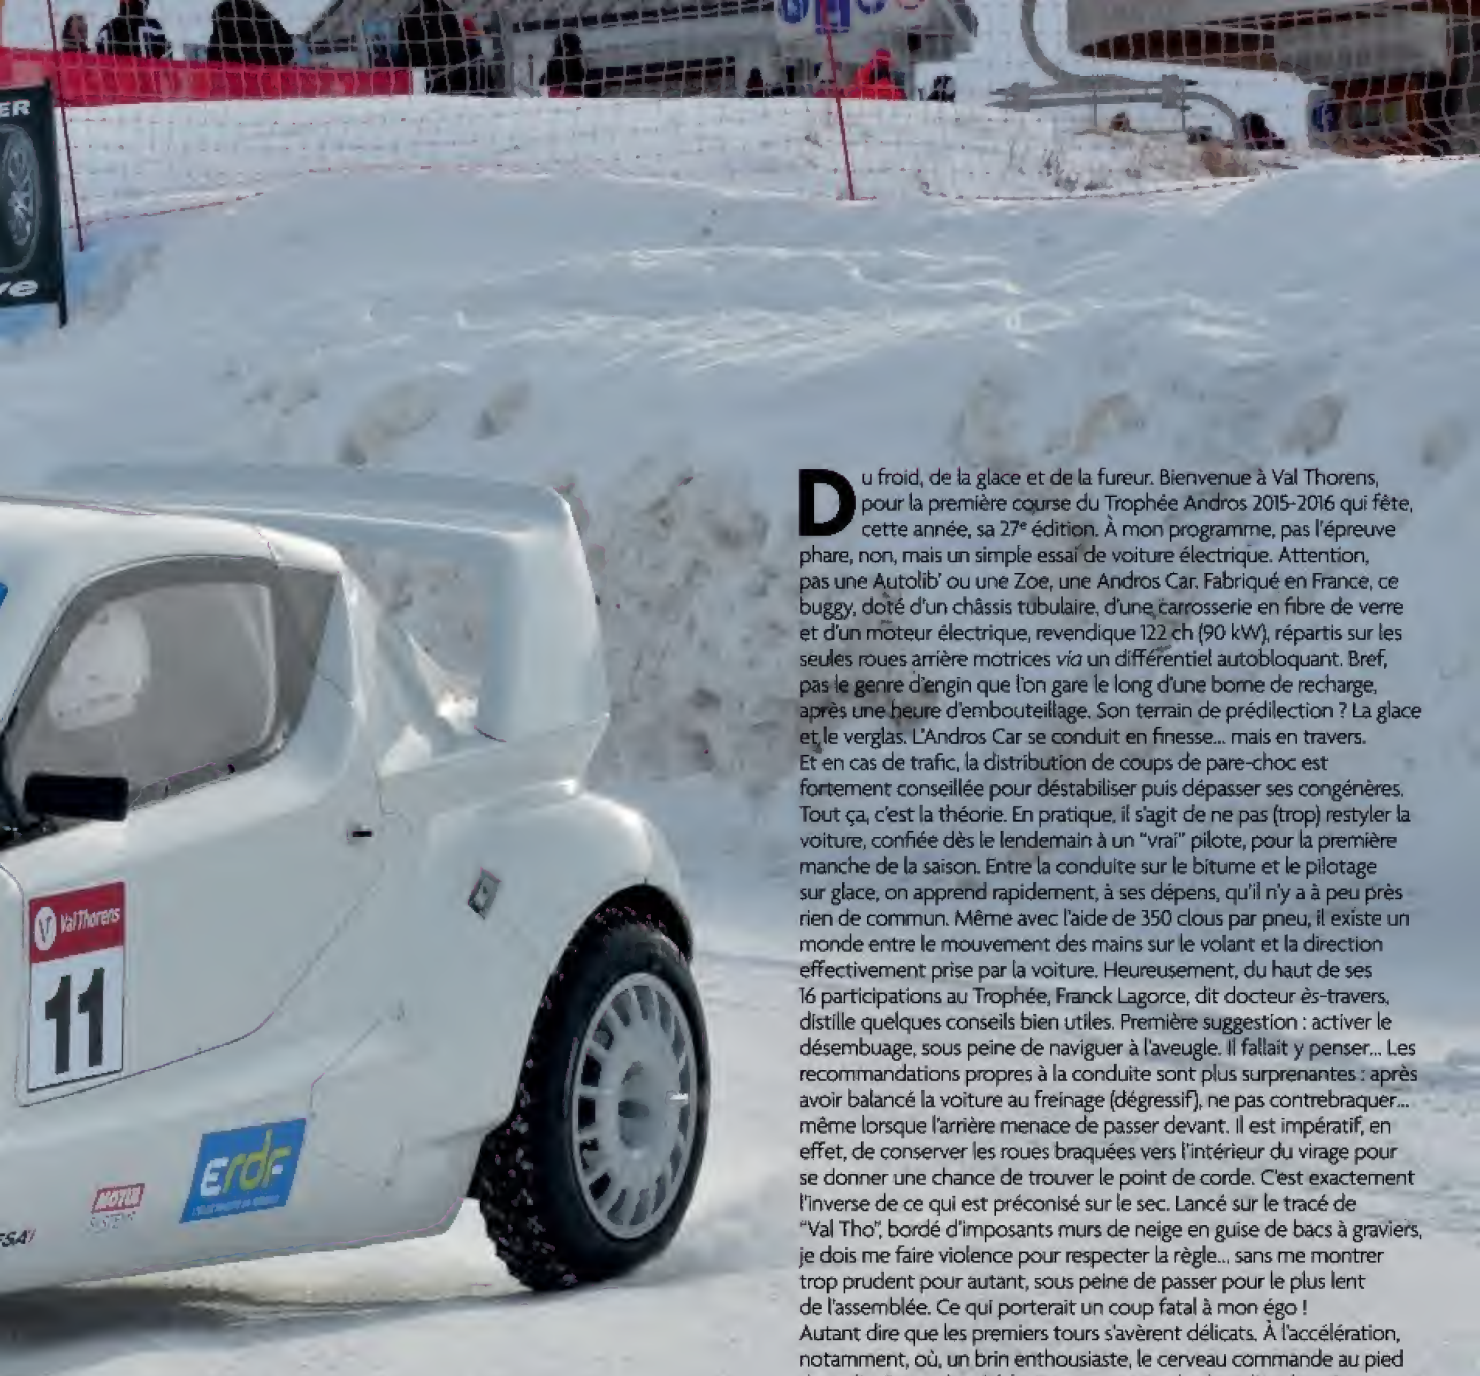 ER
ve
Du froid, de la glace et de la fureur. Bienvenue à Val Thorens,
pour la première course du Trophée Andros 2015-2016 qui fête,
cette année, sa 27e édition. À mon programme, pas l'épreuve
phare, non, mais un simple essai de voiture électrique. Attention,
pas une Autolib' ou une Zoe, une Andros Car. Fabriqué en France, ce
buggy, doté d'un châssis tubulaire, d'une carrosserie en fibre de verre
et d'un moteur électrique, revendique 122 ch (90 kW), répartis sur les
seules roues arrière motrices via un différentiel autobloquant. Bref,
pas le genre d'engin que l'on gare le long d'une borne de recharge,
après une heure d'embouteillage. Son terrain de prédilection ? La glace
et le verglas. L'Andros Car se conduit en finesse... mais en travers.
Et en cas de trafic, la distribution de coups de pare-choc est
fortement conseillée pour déstabiliser puis dépasser ses congénères.
Tout ça, c'est la théorie. En pratique, il s'agit de ne pas (trop) restyler la
voiture, confiée dès le lendemain à un "vrai" pilote, pour la première
manche de la saison. Entre la conduite sur le bitume et le pilotage
sur glace, on apprend rapidement, à ses dépens, qu'il n'y a à peu près
rien de commun. Même avec l'aide de 350 clous par pneu, il existe un
monde entre le mouvement des mains sur le volant et la direction
effectivement prise par la voiture. Heureusement, du haut de ses
16 participations au Trophée, Franck Lagorce, dit docteur ès-travers,
distille quelques conseils bien utiles. Première suggestion : activer le
désembuage, sous peine de naviguer à l'aveugle. Il fallait y penser... Les
recommandations propres à la conduite sont plus surprenantes : après
avoir balancé la voiture au freinage (dégressif), ne pas contrebraquer...
même lorsque l'arrière menace de passer devant. Il est impératif, en
effet, de conserver les roues braquées vers l'intérieur du virage pour
se donner une chance de trouver le point de corde. C'est exactement
l'inverse de ce qui est préconisé sur le sec. Lancé sur le tracé de
"Val Tho", bordé d'imposants murs de neige en guise de bacs à graviers,
je dois me faire violence pour respecter la règle... sans me montrer
trop prudent pour autant, sous peine de passer pour le plus lent
de l'assemblée. Ce qui porterait un coup fatal à mon égo !
Autant dire que les premiers tours s'avèrent délicats. À l'accélération,
notamment, où, un brin enthousiaste, le cerveau commande au pied
Val Thorens
11
ERDF
MOTUL
FSA